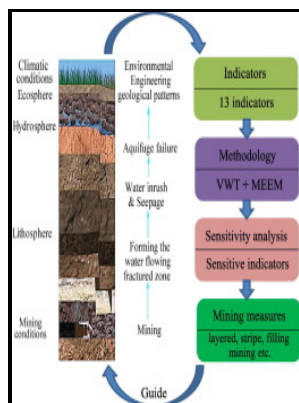 Climatic
conditions
Ecosphere
Hydrosphere
Lithosphere
Mining
conditions
Environmental
Engineering
geological patterns
Aquifuge failure
Water inrush
& Seepage
Forming the
water flowing
fractured zone
Mining
Indicators
13 indicators
Methodology
VWT + MEEM
Sensitivity analysis
Sensitive indicators
Mining measures
layered, stripe, filling
mining etc.
Guide